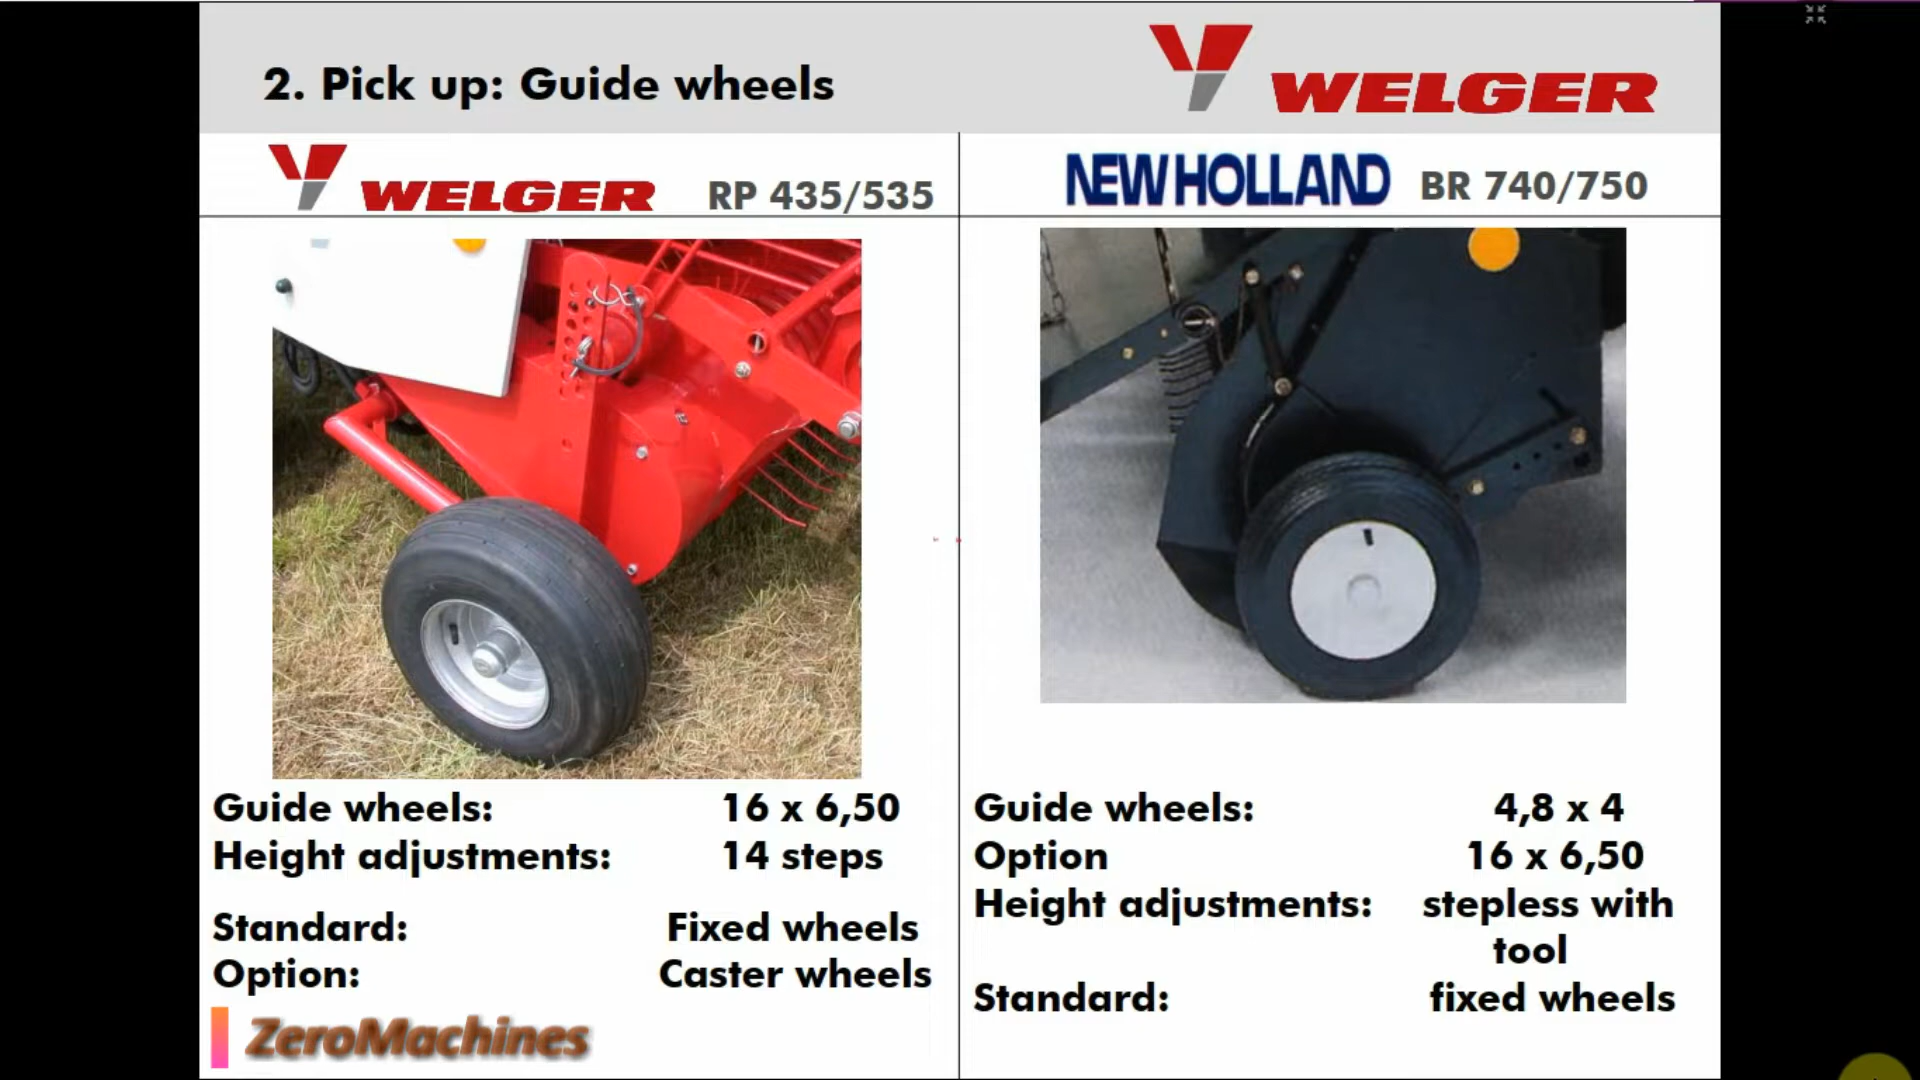 2. Pick up: Guide wheels
WELGER
WELGER RP 435/535
NEW HOLLAND BR 740/750
Guide wheels: 16 x 6,50
Height adjustments: 14 steps
Standard: Fixed wheels
Option: Caster wheels
ZeroMachines
Guide wheels: 4,8 x 4
Option 16 x 6,50
Height adjustments: stepless with
tool
Standard: fixed wheels